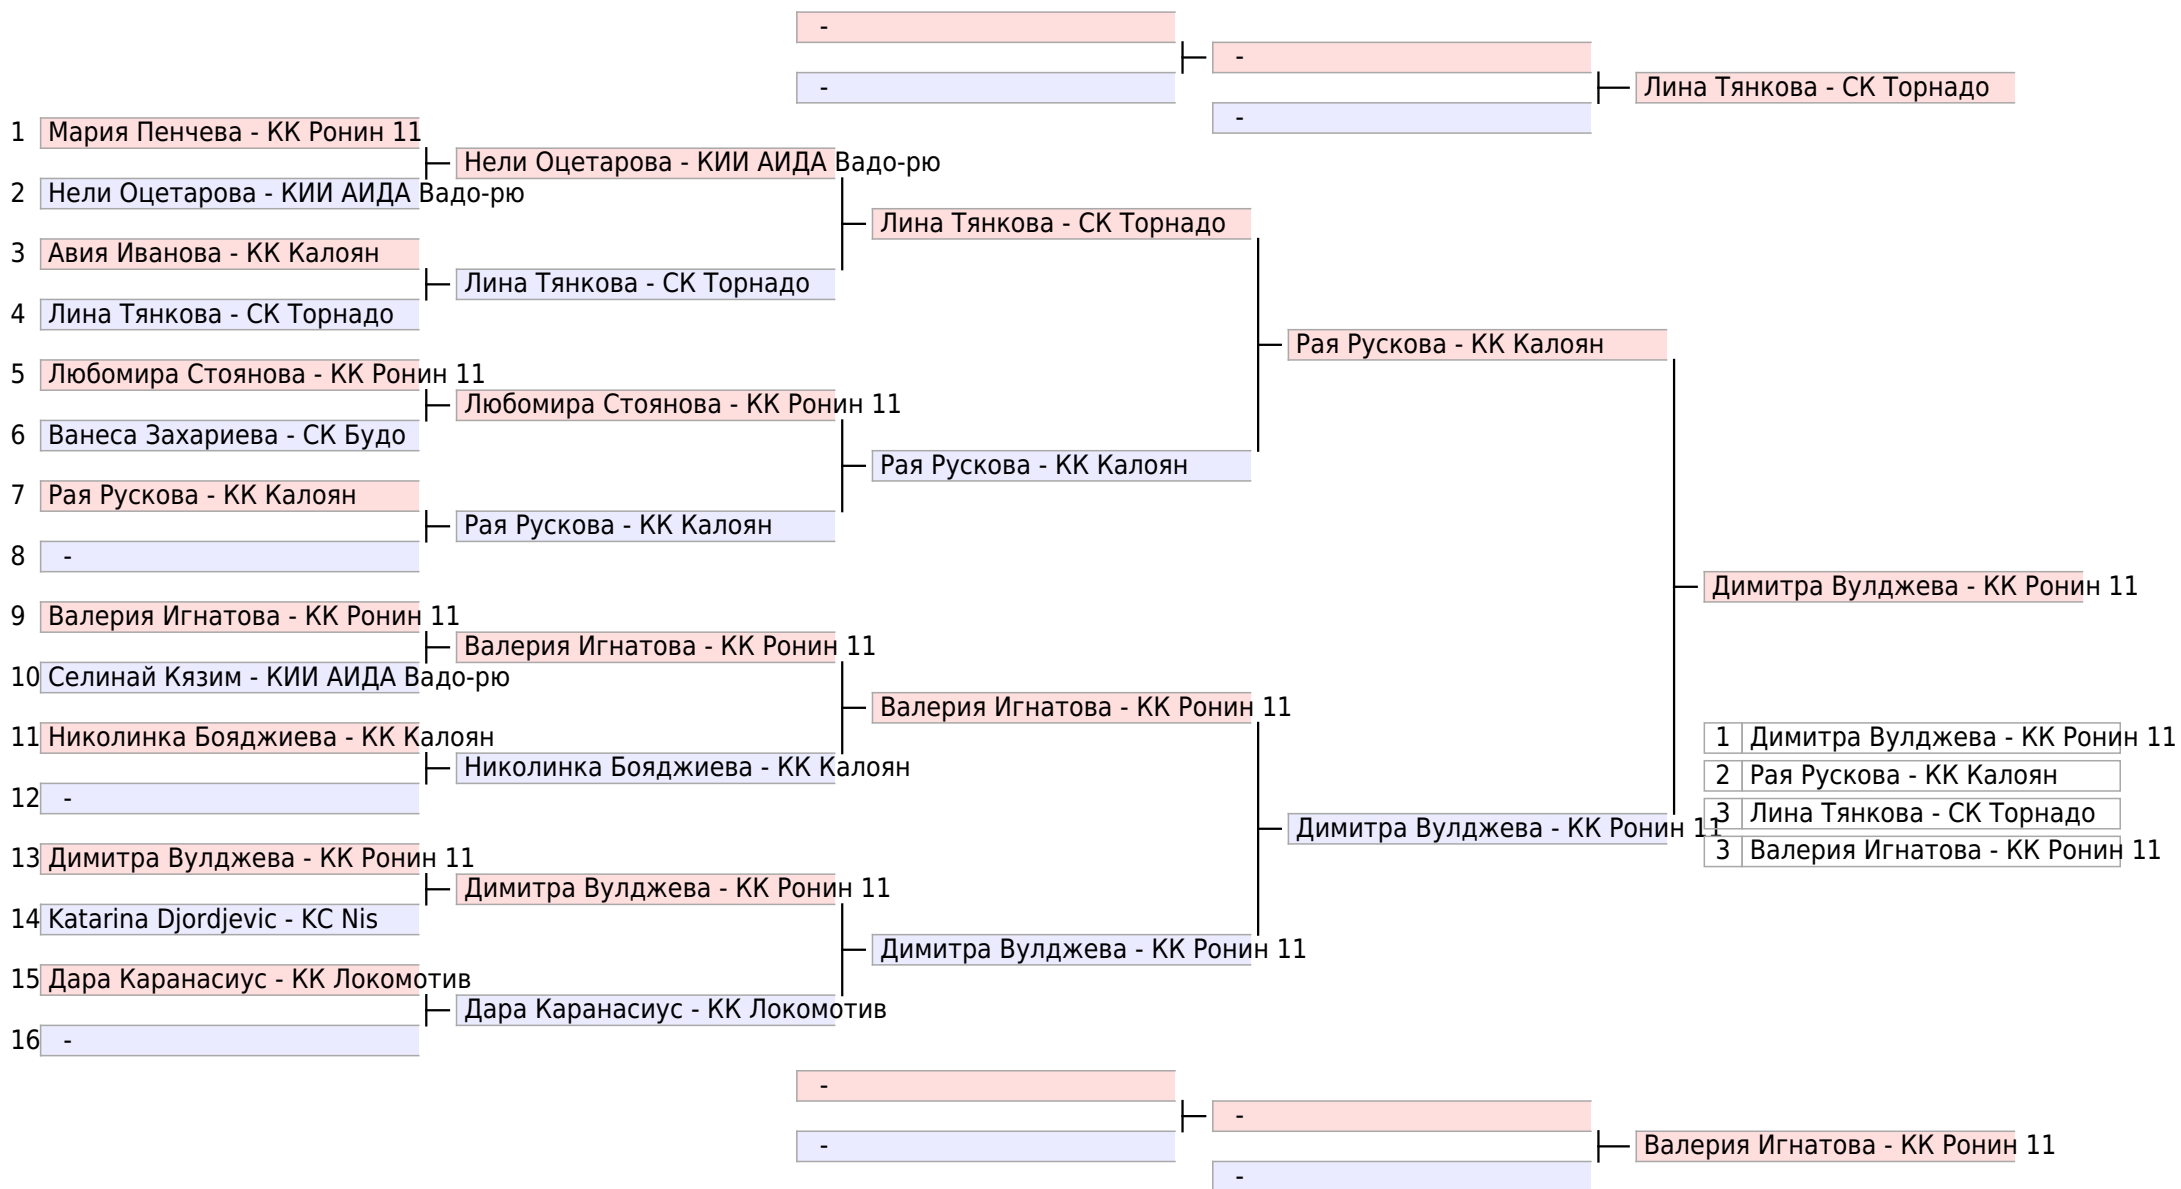 -
-
-
-
Лина Тянкова - СК Торнадо
1 Мария Пенчева - КК Ронин 11
2 Нели Оцетарова - КИИ АИДА Вадо-рю
3 Авия Иванова - КК Калоян
4 Лина Тянкова - СК Торнадо
5 Любомира Стоянова - КК Ронин 11
6 Ванеса Захариева - СК Будо
7 Рая Рускова - КК Калоян
8 -
9 Валерия Игнатова - КК Ронин 11
10 Селинай Кязим - КИИ АИДА Вадо-рю
11 Николинка Бояджиева - КК Калоян
12 -
13 Димитра Вулджева - КК Ронин 11
14 Katarina Djordjevic - KC Nis
15 Дара Каранасиус - КК Локомотив
16 -
Нели Оцетарова - КИИ АИДА Вадо-рю
Лина Тянкова - СК Торнадо
Любомира Стоянова - КК Ронин 11
Рая Рускова - КК Калоян
Валерия Игнатова - КК Ронин 11
Николинка Бояджиева - КК Калоян
Димитра Вулджева - КК Ронин 11
Дара Каранасиус - КК Локомотив
Лина Тянкова - СК Торнадо
Рая Рускова - КК Калоян
Валерия Игнатова - КК Ронин 11
Димитра Вулджева - КК Ронин 11
Рая Рускова - КК Калоян
Димитра Вулджева - КК Ронин 11
Димитра Вулджева - КК Ронин 11
1 Димитра Вулджева - КК Ронин 11
2 Рая Рускова - КК Калоян
3 Лина Тянкова - СК Торнадо
3 Валерия Игнатова - КК Ронин 11
-
-
-
-
Валерия Игнатова - КК Ронин 11